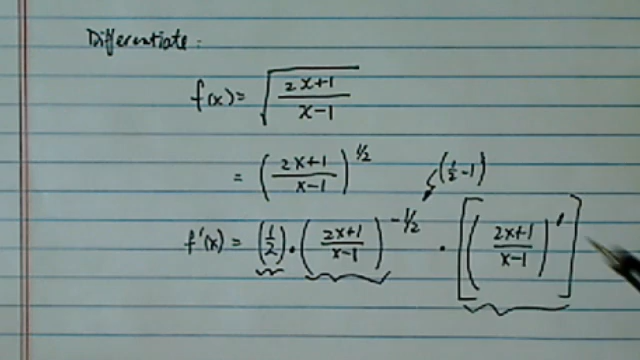 Differentiate:
f(x) = √((2x+1)/(x-1))
= ((2x+1)/(x-1))^(1/2)
(1/2 -1)
f'(x) = (1/2) · ((2x+1)/(x-1))^(-1/2) · [((2x+1)/(x-1))']